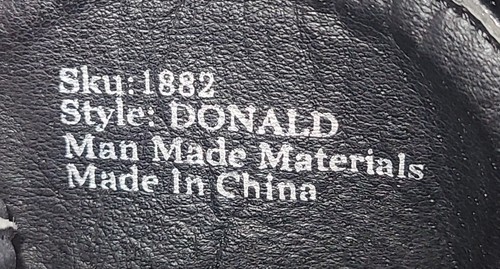 Sku:1882
Style: DONALD
Man Made Materials
Made In China